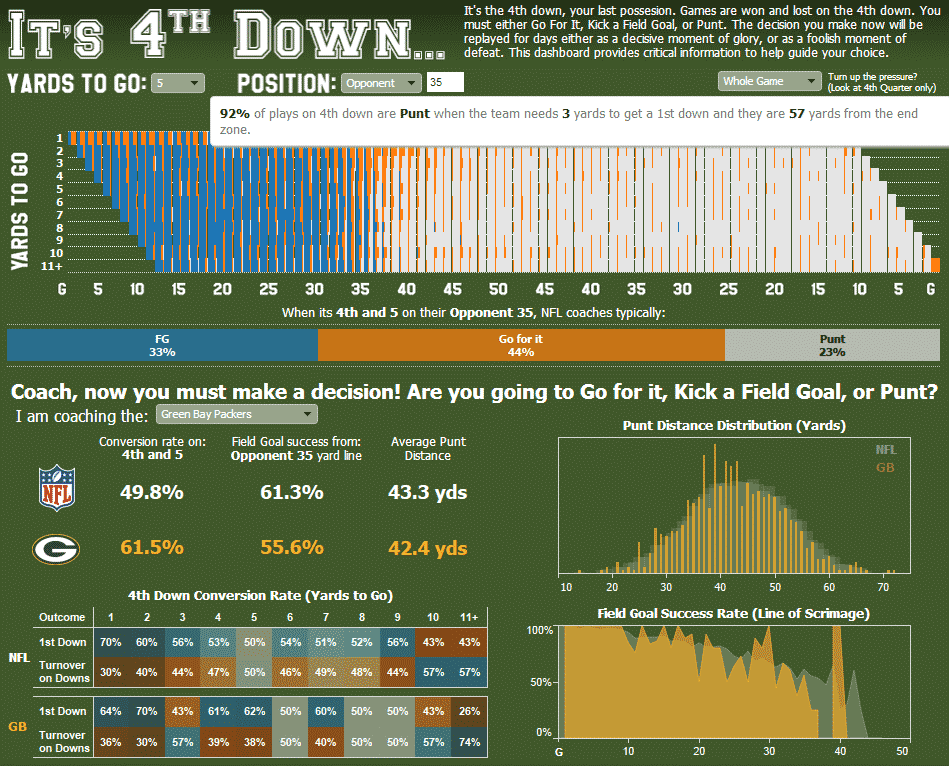 It's 4th Down...
It's the 4th down, your last possesion. Games are won and lost on the 4th down. You
must either Go For It, Kick a Field Goal, or Punt. The decision you make now will be
replayed for days either as a decisive moment of glory, or as a foolish moment of
defeat. This dashboard provides critical information to help guide your choice.
YARDS TO GO: 5 POSITION: Opponent 35 Whole Game
Turn up the pressure?
(Look at 4th Quarter only)
92% of plays on 4th down are Punt when the team needs 3 yards to get a 1st down and they are 57 yards from the end
zone.
YARDS TO GO
1
2
3
4
5
6
7
8
9
10
11+
G 5 10 15 20 25 30 35 40 45 50 45 40 35 30 25 20 15 10 5 G
When its 4th and 5 on their Opponent 35, NFL coaches typically:
FG Go for it Punt
33% 44% 23%
Coach, now you must make a decision! Are you going to Go for it, Kick a Field Goal, or Punt?
I am coaching the: Green Bay Packers
Conversion rate on: Field Goal success from: Average Punt
4th and 5 Opponent 35 yard line Distance
NFL
49.8% 61.3% 43.3 yds
G
61.5% 55.6% 42.4 yds
Punt Distance Distribution (Yards)
NFL
GB
10 20 30 40 50 60 70
4th Down Conversion Rate (Yards to Go)
Outcome 1 2 3 4 5 6 7 8 9 10 11+
NFL
1st Down 70% 60% 56% 53% 50% 54% 51% 52% 56% 43% 43%
Turnover
on Downs 30% 40% 44% 47% 50% 46% 49% 48% 44% 57% 57%
GB
1st Down 64% 70% 43% 61% 62% 50% 60% 50% 50% 43% 26%
Turnover
on Downs 36% 30% 57% 39% 38% 50% 40% 50% 50% 57% 74%
Field Goal Success Rate (Line of Scrimage)
100%
50%
0%
G 10 20 30 40 50